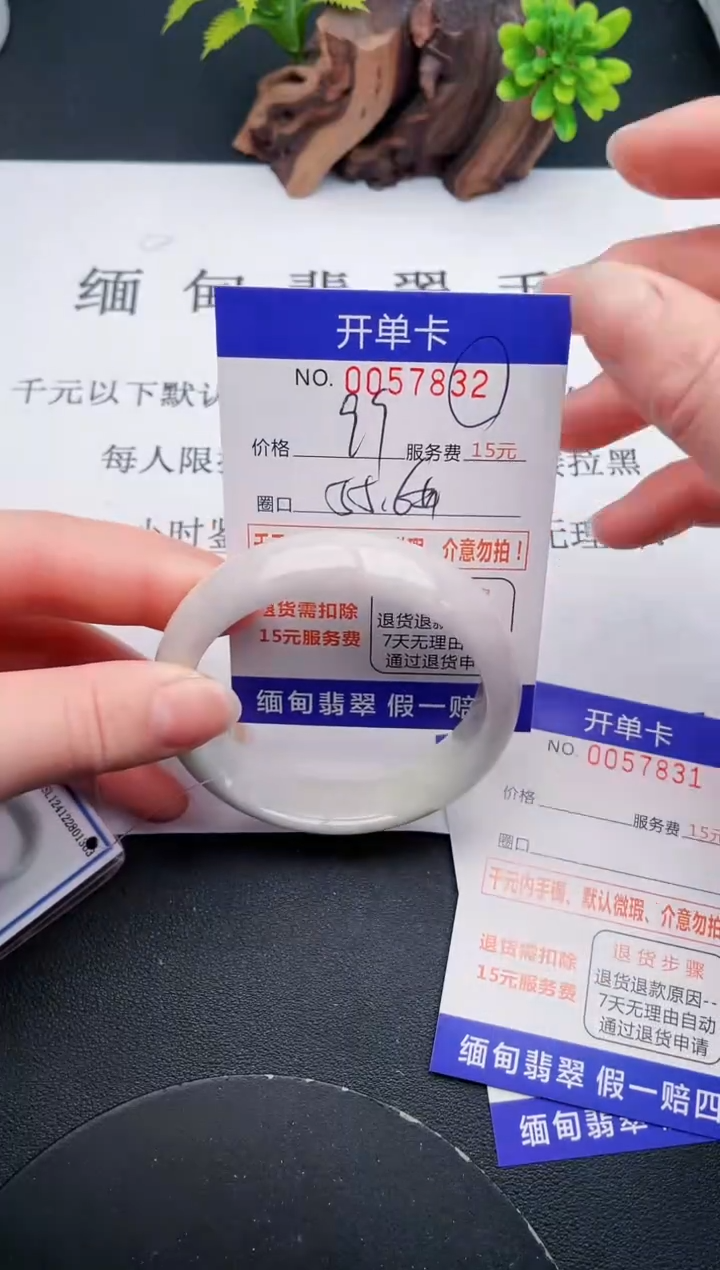 缅甸翡翠手
开单卡
NO. 0057832
千元以下默认
价格 99 服务费 15元
每人限
拉黑
圈口 55.6
小时鉴
无理
介意勿拍！
退货需扣除
15元服务费
退货退
7天无理由
通过退货申
缅甸翡翠 假一赔
SL124122801363
开单卡
NO. 0057831
价格 服务费 15元
圈口
千元内手镯、默认微瑕、介意勿拍
退货需扣除
15元服务费
退货步骤
退货退款原因--
7天无理由自动
通过退货申请
缅甸翡翠 假一赔四
缅甸翡翠